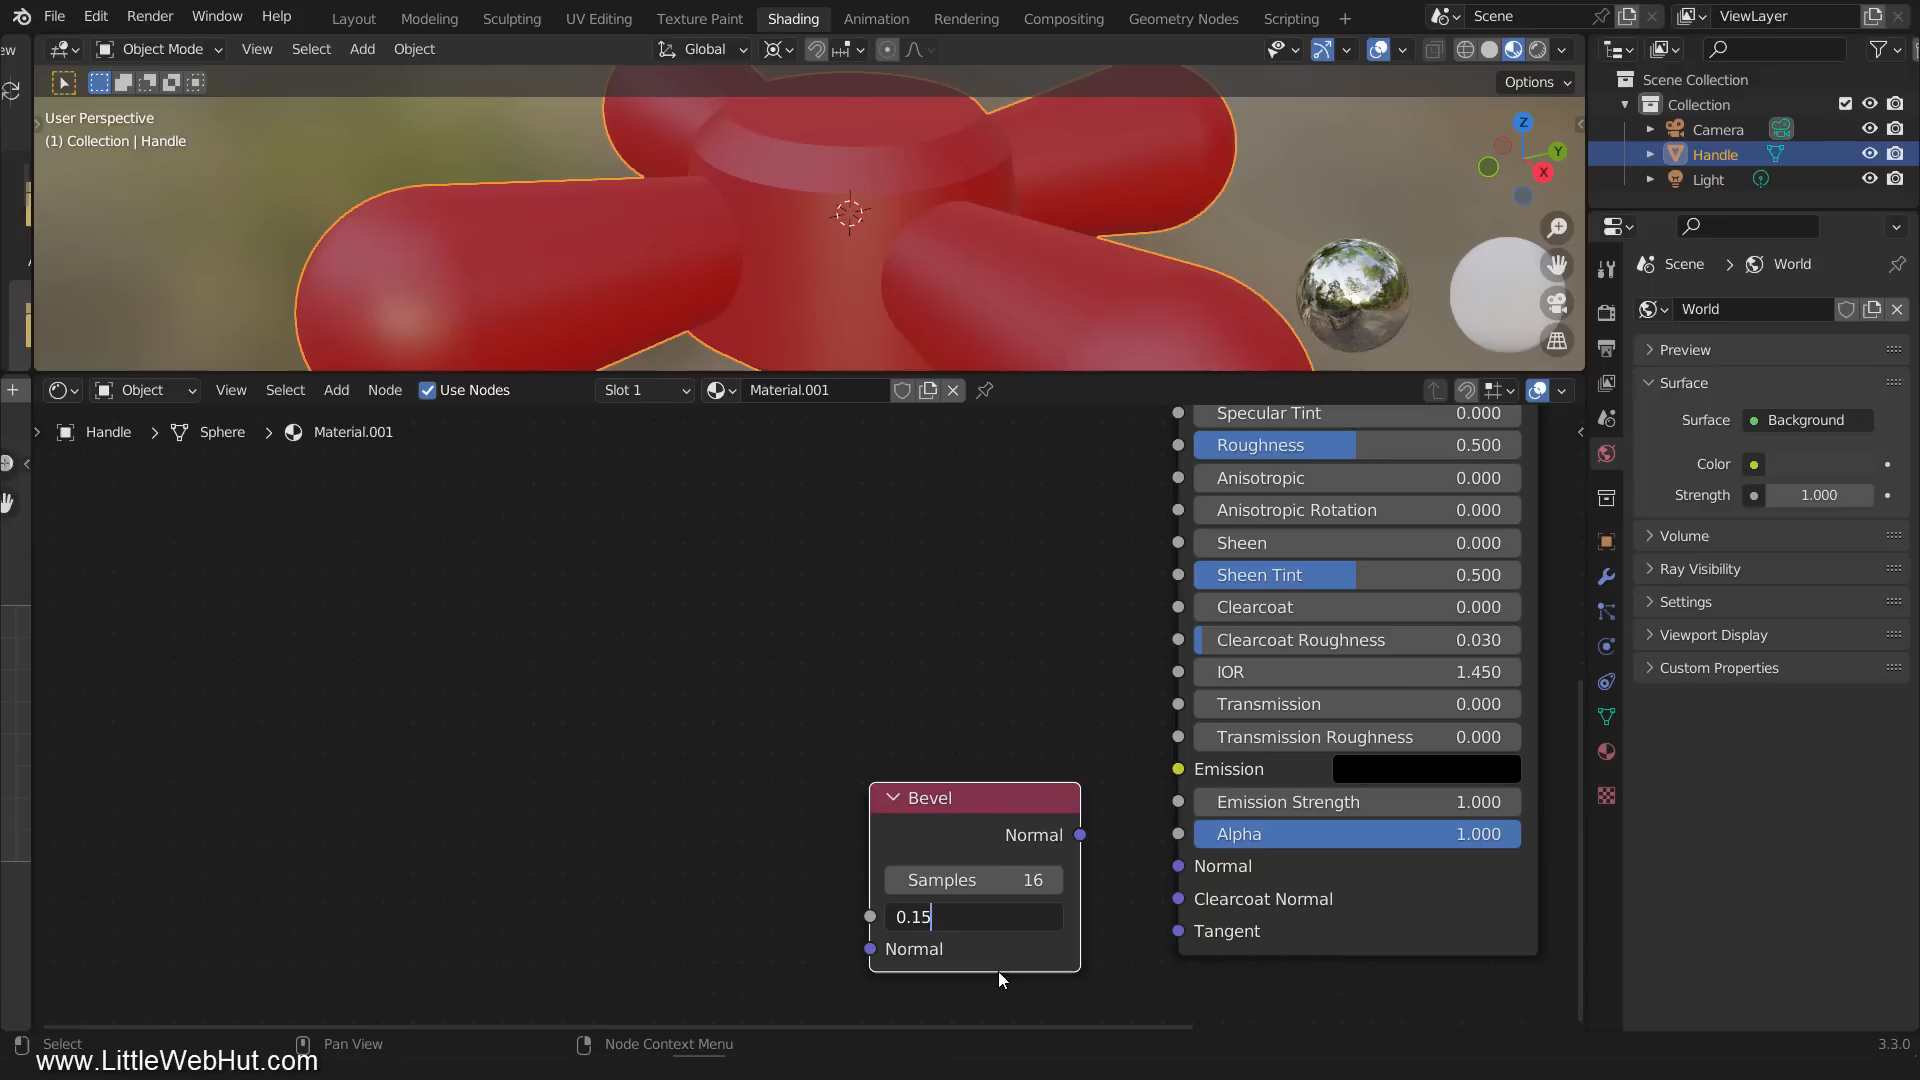 File Edit Render Window Help Layout Modeling Sculpting UV Editing Texture Paint Shading Animation Rendering Compositing Geometry Nodes Scripting + Scene ViewLayer
Object Mode View Select Add Object Global
Options
User Perspective
(1) Collection | Handle
Z
Y
X
Scene Collection
Collection
Camera
Handle
Light
Scene > World
World
Preview
Surface
Surface Background
Color
Strength 1.000
Volume
Ray Visibility
Settings
Viewport Display
Custom Properties
Object View Select Add Node Use Nodes Slot 1 Material.001
Handle > Sphere > Material.001
Specular Tint 0.000
Roughness 0.500
Anisotropic 0.000
Anisotropic Rotation 0.000
Sheen 0.000
Sheen Tint 0.500
Clearcoat 0.000
Clearcoat Roughness 0.030
IOR 1.450
Transmission 0.000
Transmission Roughness 0.000
Emission
Emission Strength 1.000
Alpha 1.000
Normal
Clearcoat Normal
Tangent
Bevel
Normal
Samples 16
0.15
Normal
Select Pan View Node Context Menu 3.3.0
www.LittleWebHut.com